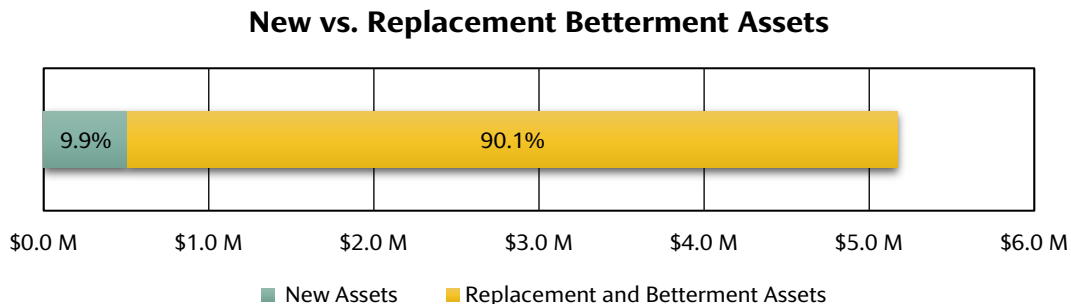 New vs. Replacement Betterment Assets
9.9% 90.1%
$0.0 M $1.0 M $2.0 M $3.0 M $4.0 M $5.0 M $6.0 M
New Assets Replacement and Betterment Assets